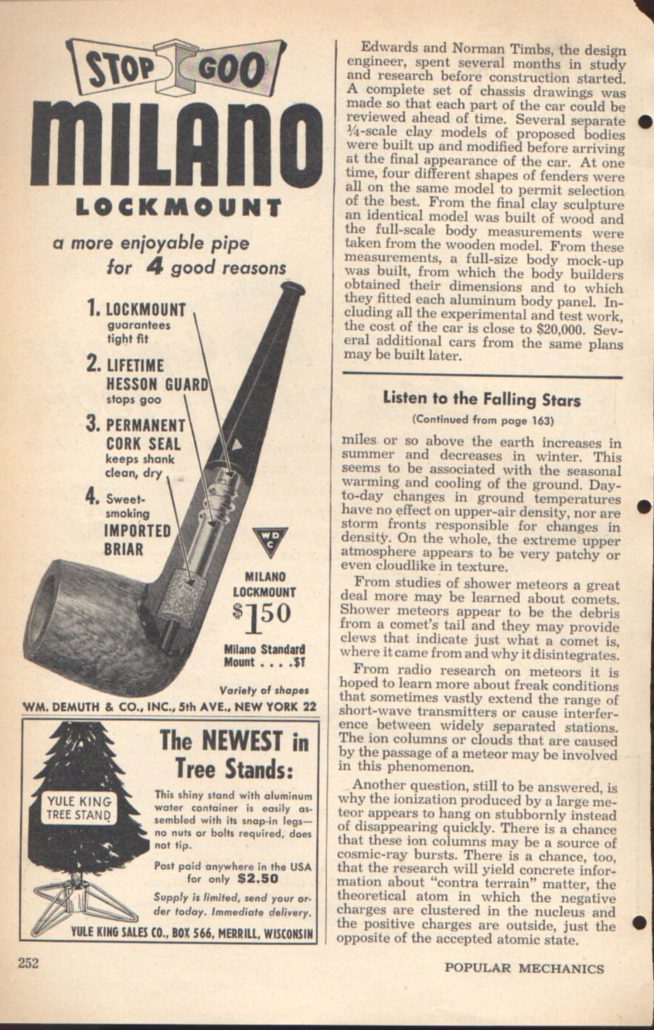 STOP GOO
MILANO
LOCKMOUNT
a more enjoyable pipe
for 4 good reasons
1. LOCKMOUNT
guarantees
tight fit
2. LIFETIME
HESSON GUARD
stops goo
3. PERMANENT
CORK SEAL
keeps shank
clean, dry
4. Sweet-
smoking
IMPORTED
BRIAR
WDC
MILANO
LOCKMOUNT
$1.50
Milano Standard
Mount . . . . $1
Variety of shapes
WM. DEMUTH & CO., INC., 5th AVE., NEW YORK 22
The NEWEST in
Tree Stands:
YULE KING
TREE STAND
This shiny stand with aluminum
water container is easily as-
sembled with its snap-in legs—
no nuts or bolts required, does
not tip.
Post paid anywhere in the USA
for only $2.50
Supply is limited, send your or-
der today. Immediate delivery.
YULE KING SALES CO., BOX 566, MERRILL, WISCONSIN
Edwards and Norman Timbs, the design
engineer, spent several months in study
and research before construction started.
A complete set of chassis drawings was
made so that each part of the car could be
reviewed ahead of time. Several separate
¼-scale clay models of proposed bodies
were built up and modified before arriving
at the final appearance of the car. At one
time, four different shapes of fenders were
all on the same model to permit selection
of the best. From the final clay sculpture
an identical model was built of wood and
the full-scale body measurements were
taken from the wooden model. From these
measurements, a full-size body mock-up
was built, from which the body builders
obtained their dimensions and to which
they fitted each aluminum body panel. In-
cluding all the experimental and test work,
the cost of the car is close to $20,000. Sev-
eral additional cars from the same plans
may be built later.
Listen to the Falling Stars
(Continued from page 163)
miles or so above the earth increases in
summer and decreases in winter. This
seems to be associated with the seasonal
warming and cooling of the ground. Day-
to-day changes in ground temperatures
have no effect on upper-air density, nor are
storm fronts responsible for changes in
density. On the whole, the extreme upper
atmosphere appears to be very patchy or
even cloudlike in texture.
From studies of shower meteors a great
deal more may be learned about comets.
Shower meteors appear to be the debris
from a comet's tail and they may provide
clews that indicate just what a comet is,
where it came from and why it disintegrates.
From radio research on meteors it is
hoped to learn more about freak conditions
that sometimes vastly extend the range of
short-wave transmitters or cause interfer-
ence between widely separated stations.
The ion columns or clouds that are caused
by the passage of a meteor may be involved
in this phenomenon.
Another question, still to be answered, is
why the ionization produced by a large me-
teor appears to hang on stubbornly instead
of disappearing quickly. There is a chance
that these ion columns may be a source of
cosmic-ray bursts. There is a chance, too,
that the research will yield concrete infor-
mation about "contra terrain" matter, the
theoretical atom in which the negative
charges are clustered in the nucleus and
the positive charges are outside, just the
opposite of the accepted atomic state.
252
POPULAR MECHANICS